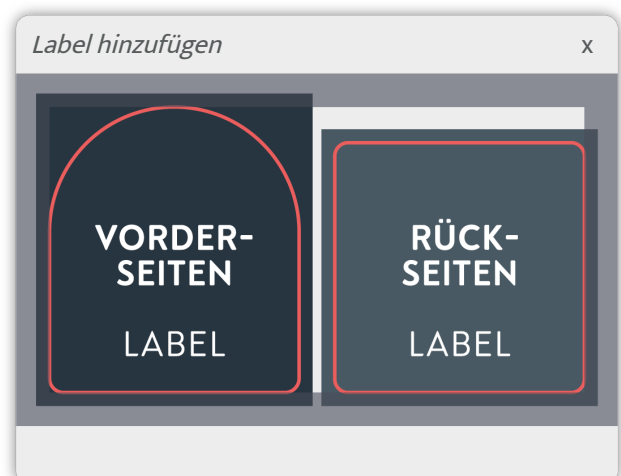 Label hinzufügen x
VORDER-
SEITEN
LABEL
RÜCK-
SEITEN
LABEL